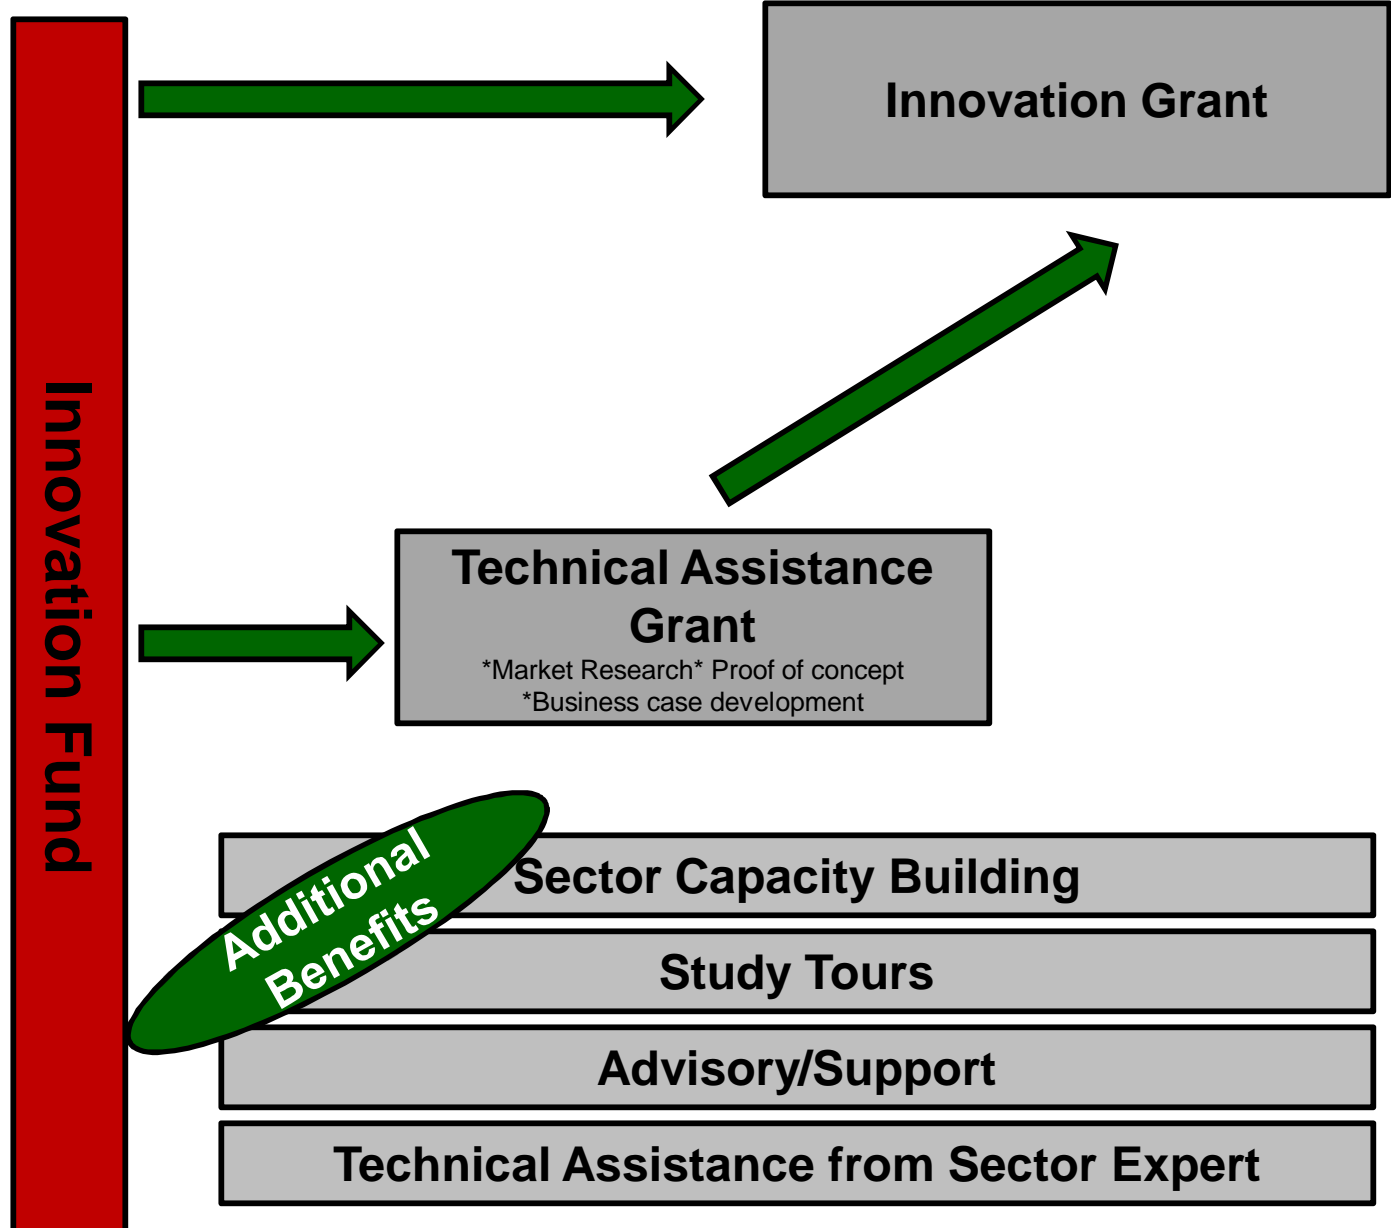 Innovation Fund
Innovation Grant
Technical Assistance
Grant
*Market Research* Proof of concept
*Business case development
Additional
Benefits
Sector Capacity Building
Study Tours
Advisory/Support
Technical Assistance from Sector Expert